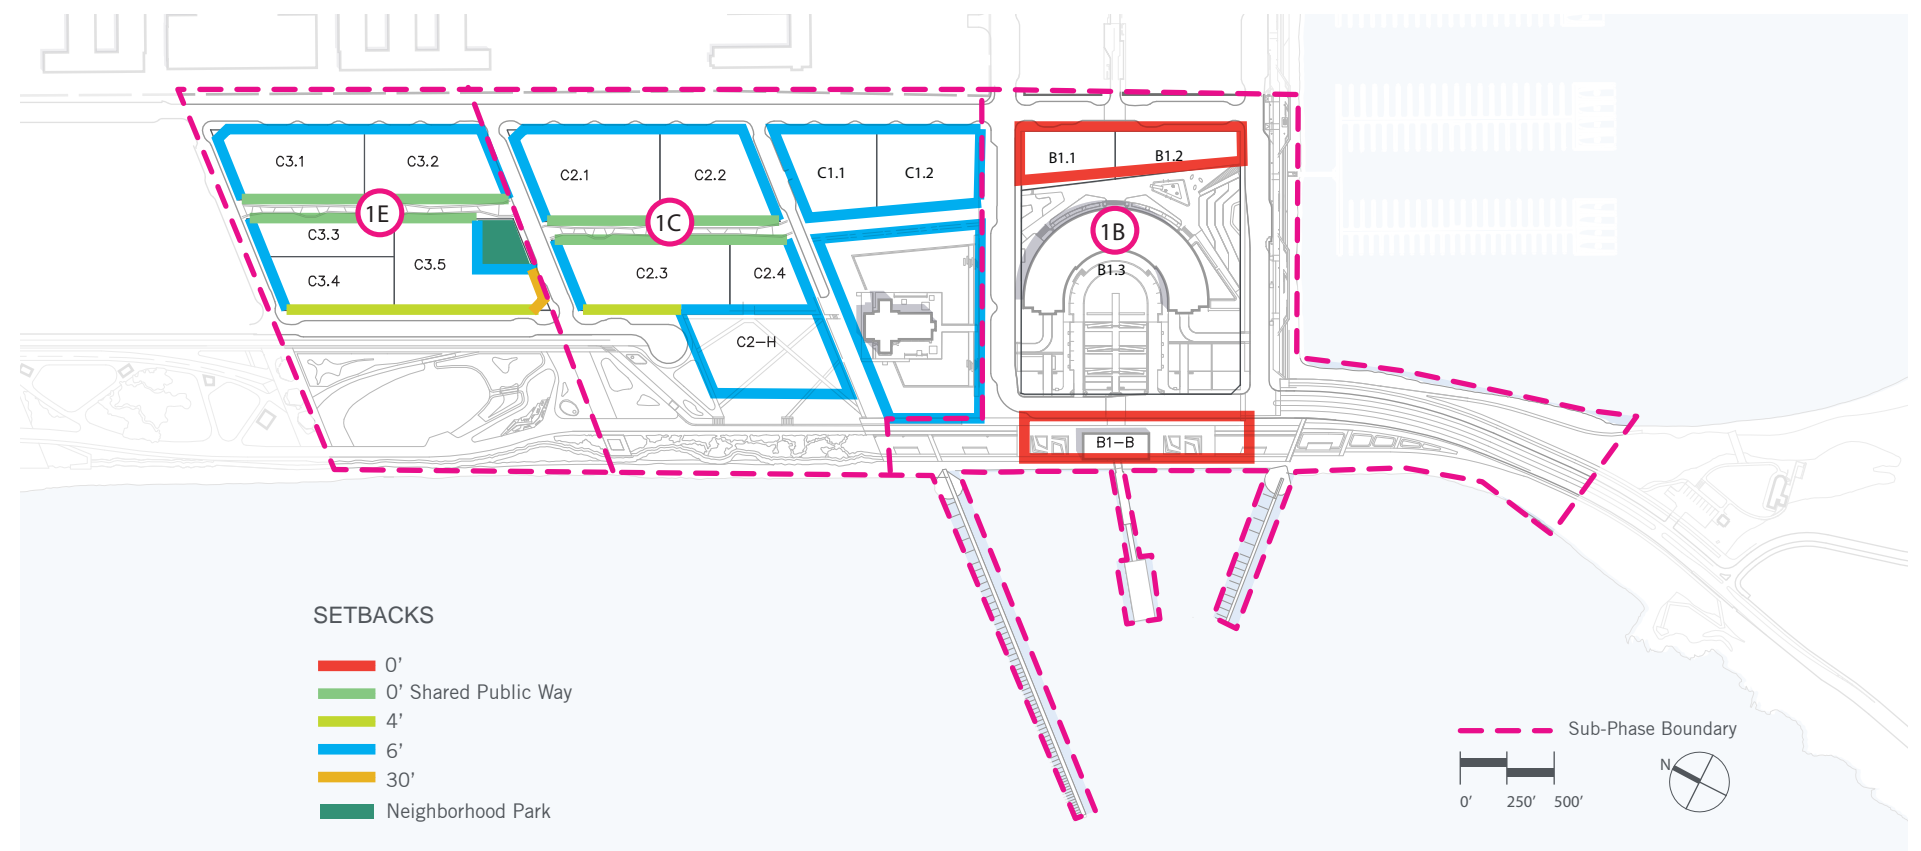 C3.1
C3.2
1E
C3.3
C3.4
C3.5
C2.1
C2.2
1C
C2.3
C2.4
C2–H
C1.1
C1.2
B1.1
B1.2
1B
B1.3
B1–B
SETBACKS
0’
0’ Shared Public Way
4’
6’
30’
Neighborhood Park
Sub-Phase Boundary
N
0’ 250’ 500’